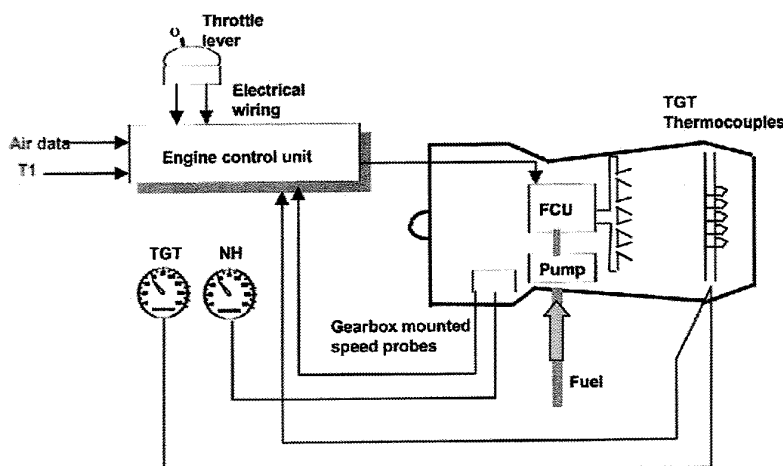 Throttle
lever
Electrical
wiring
TGT
Thermocouples
Air data
T1
Engine control unit
FCU
Pump
TGT
NH
Gearbox mounted
speed probes
Fuel